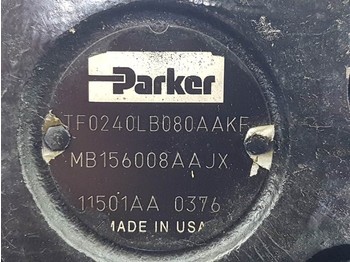 Parker
TF0240LB080AAKF
MB156008AAJX
11501AA 0376
MADE IN USA